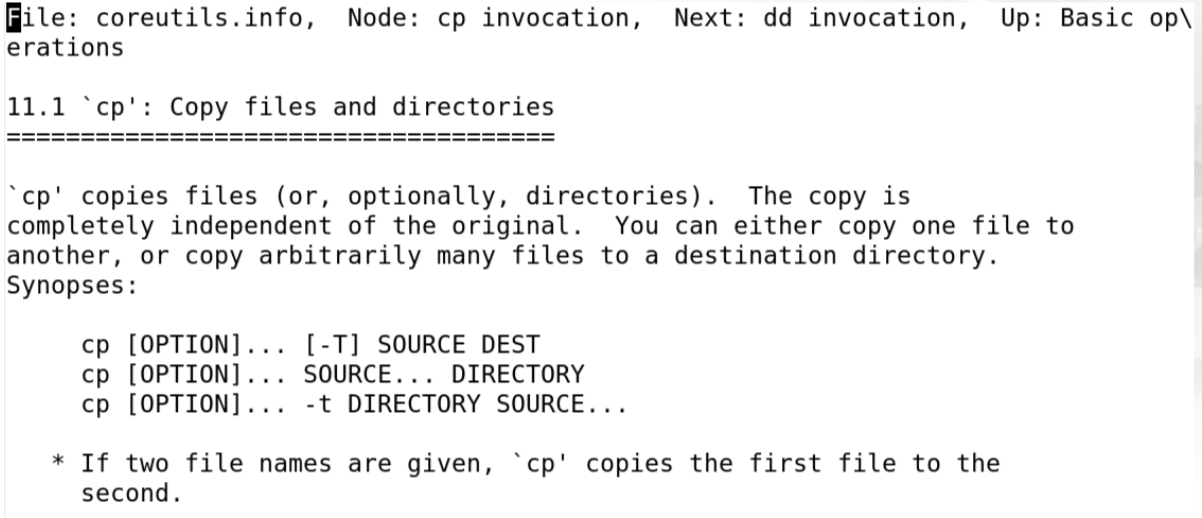 File: coreutils.info,  Node: cp invocation,  Next: dd invocation,  Up: Basic op\
erations

11.1 `cp': Copy files and directories
=====================================

`cp' copies files (or, optionally, directories).  The copy is
completely independent of the original.  You can either copy one file to
another, or copy arbitrarily many files to a destination directory.
Synopses:

     cp [OPTION]... [-T] SOURCE DEST
     cp [OPTION]... SOURCE... DIRECTORY
     cp [OPTION]... -t DIRECTORY SOURCE...

   * If two file names are given, `cp' copies the first file to the
     second.